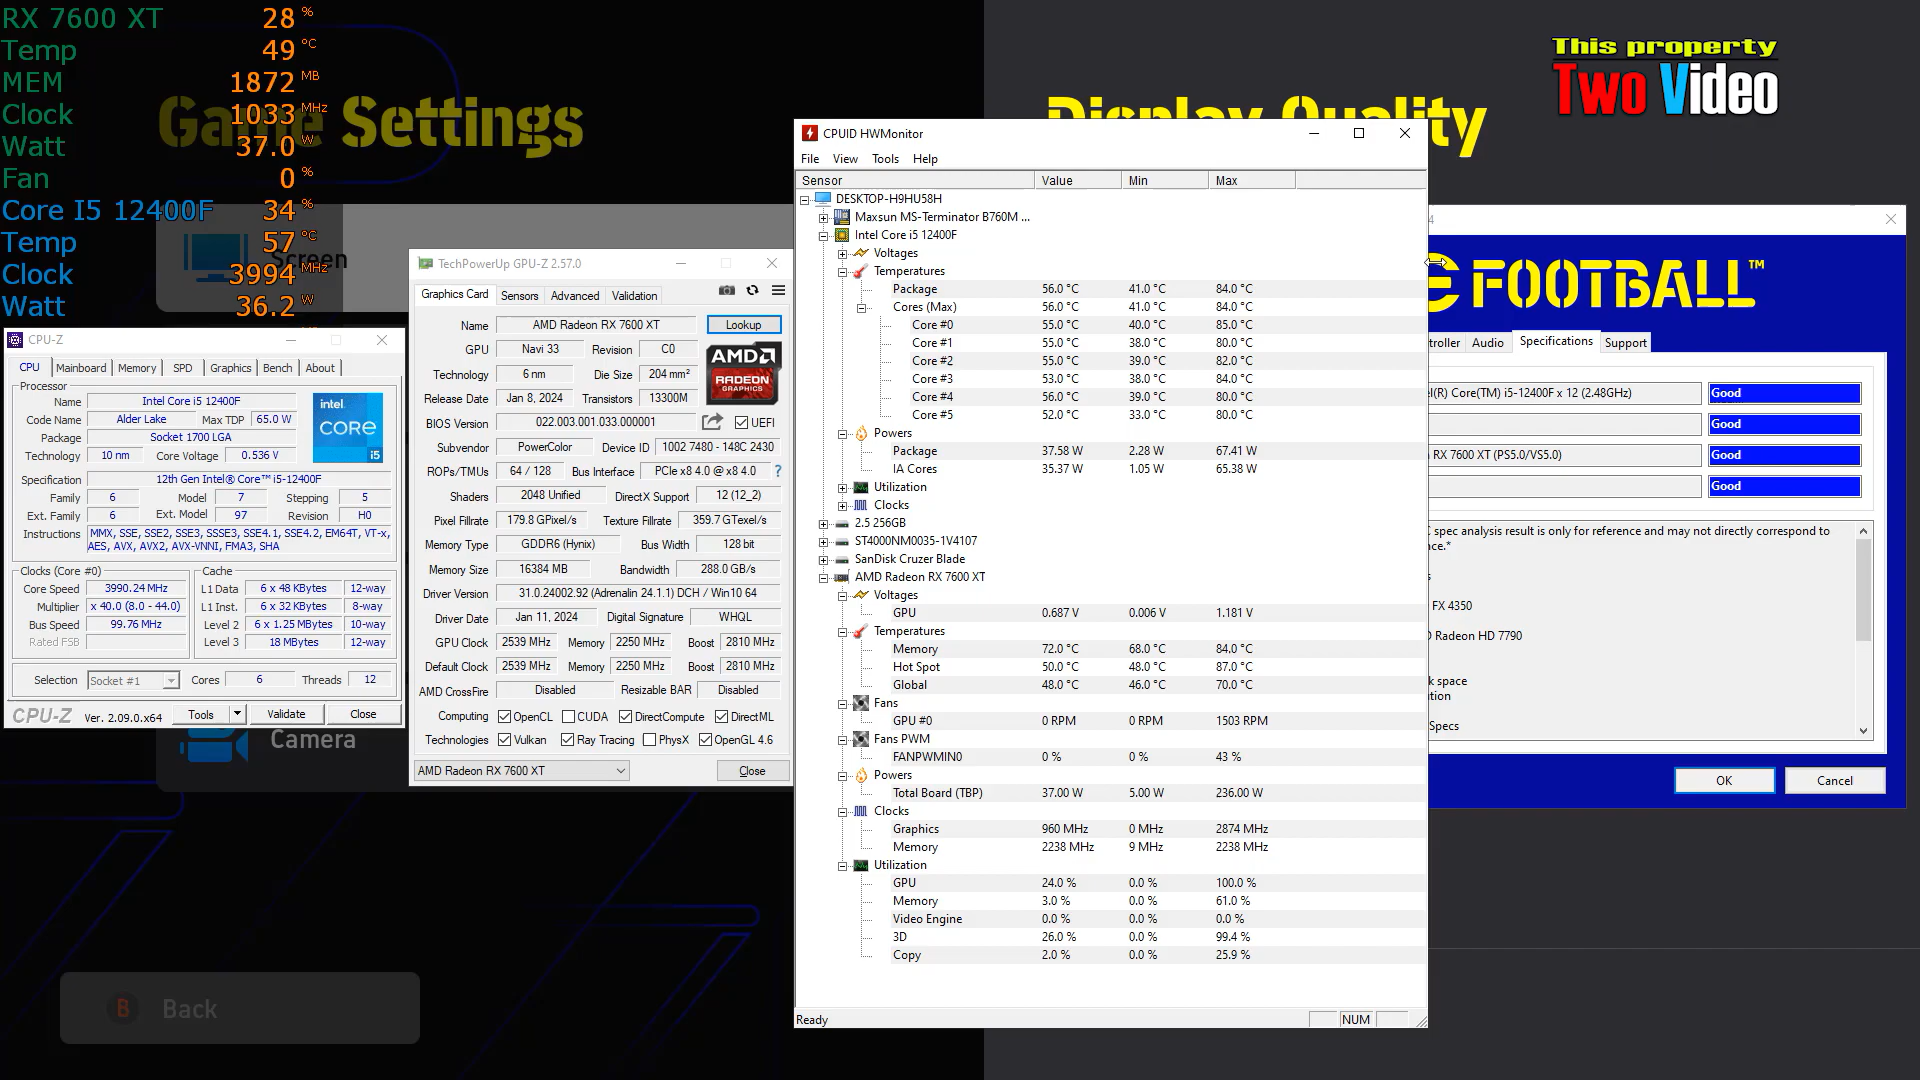 RX 7600 XT 28 %
Temp 49 °C
MEM 1872 MB
Clock 1033 MHz
Watt 37.0 W
Fan 0 %
Core I5 12400F 34 %
Temp 57 °C
Clock 3994 MHz
Watt 36.2 W
Game Settings
Screen
Camera
B Back
Display Quality
This property
Two Video
CPU-Z
CPU Mainboard Memory SPD Graphics Bench About
Processor
Name Intel Core i5 12400F
Code Name Alder Lake Max TDP 65.0 W
Package Socket 1700 LGA
Technology 10 nm Core Voltage 0.536 V
intel
CORE
i5
Specification 12th Gen Intel® Core™ i5-12400F
Family 6 Model 7 Stepping 5
Ext. Family 6 Ext. Model 97 Revision H0
Instructions MMX, SSE, SSE2, SSE3, SSSE3, SSE4.1, SSE4.2, EM64T, VT-x,
AES, AVX, AVX2, AVX-VNNI, FMA3, SHA
Clocks (Core #0)
Core Speed 3990.24 MHz
Multiplier x 40.0 (8.0 - 44.0)
Bus Speed 99.76 MHz
Rated FSB
Cache
L1 Data 6 x 48 KBytes 12-way
L1 Inst. 6 x 32 KBytes 8-way
Level 2 6 x 1.25 MBytes 10-way
Level 3 18 MBytes 12-way
Selection Socket #1 Cores 6 Threads 12
CPU-Z Ver. 2.09.0.x64 Tools Validate Close
TechPowerUp GPU-Z 2.57.0
Graphics Card Sensors Advanced Validation
Name AMD Radeon RX 7600 XT Lookup
GPU Navi 33 Revision C0
Technology 6 nm Die Size 204 mm²
Release Date Jan 8, 2024 Transistors 13300M
AMD
RADEON
GRAPHICS
BIOS Version 022.003.001.033.000001 UEFI
Subvendor PowerColor Device ID 1002 7480 - 148C 2430
ROPs/TMUs 64 / 128 Bus Interface PCIe x8 4.0 @ x8 4.0 ?
Shaders 2048 Unified DirectX Support 12 (12_2)
Pixel Fillrate 179.8 GPixel/s Texture Fillrate 359.7 GTexel/s
Memory Type GDDR6 (Hynix) Bus Width 128 bit
Memory Size 16384 MB Bandwidth 288.0 GB/s
Driver Version 31.0.24002.92 (Adrenalin 24.1.1) DCH / Win10 64
Driver Date Jan 11, 2024 Digital Signature WHQL
GPU Clock 2539 MHz Memory 2250 MHz Boost 2810 MHz
Default Clock 2539 MHz Memory 2250 MHz Boost 2810 MHz
AMD CrossFire Disabled Resizable BAR Disabled
Computing OpenCL CUDA DirectCompute DirectML
Technologies Vulkan Ray Tracing PhysX OpenGL 4.6
AMD Radeon RX 7600 XT Close
CPUID HWMonitor
File View Tools Help
Sensor Value Min Max
DESKTOP-H9HU58H
Maxsun MS-Terminator B760M ...
Intel Core i5 12400F
Voltages
Temperatures
Package 56.0 °C 41.0 °C 84.0 °C
Cores (Max) 56.0 °C 41.0 °C 84.0 °C
Core #0 55.0 °C 40.0 °C 85.0 °C
Core #1 55.0 °C 38.0 °C 80.0 °C
Core #2 55.0 °C 39.0 °C 82.0 °C
Core #3 53.0 °C 38.0 °C 84.0 °C
Core #4 56.0 °C 39.0 °C 80.0 °C
Core #5 52.0 °C 33.0 °C 80.0 °C
Powers
Package 37.58 W 2.28 W 67.41 W
IA Cores 35.37 W 1.05 W 65.38 W
Utilization
Clocks
2.5 256GB
ST4000NM0035-1V4107
SanDisk Cruzer Blade
AMD Radeon RX 7600 XT
Voltages
GPU 0.687 V 0.006 V 1.181 V
Temperatures
Memory 72.0 °C 68.0 °C 84.0 °C
Hot Spot 50.0 °C 48.0 °C 87.0 °C
Global 48.0 °C 46.0 °C 70.0 °C
Fans
GPU #0 0 RPM 0 RPM 1503 RPM
Fans PWM
FANPWMIN0 0 % 0 % 43 %
Powers
Total Board (TBP) 37.00 W 5.00 W 236.00 W
Clocks
Graphics 960 MHz 0 MHz 2874 MHz
Memory 2238 MHz 9 MHz 2238 MHz
Utilization
GPU 24.0 % 0.0 % 100.0 %
Memory 3.0 % 0.0 % 61.0 %
Video Engine 0.0 % 0.0 % 0.0 %
3D 26.0 % 0.0 % 99.4 %
Copy 2.0 % 0.0 % 25.9 %
Ready NUM
FOOTBALL™
troller Audio Specifications Support
el(R) Core(TM) i5-12400F x 12 (2.48GHz) Good
Good
RX 7600 XT (PS5.0/VS5.0) Good
Good
C spec analysis result is only for reference and may not directly correspond to
ce.*
FX 4350
D Radeon HD 7790
k space
tion
Specs
OK Cancel